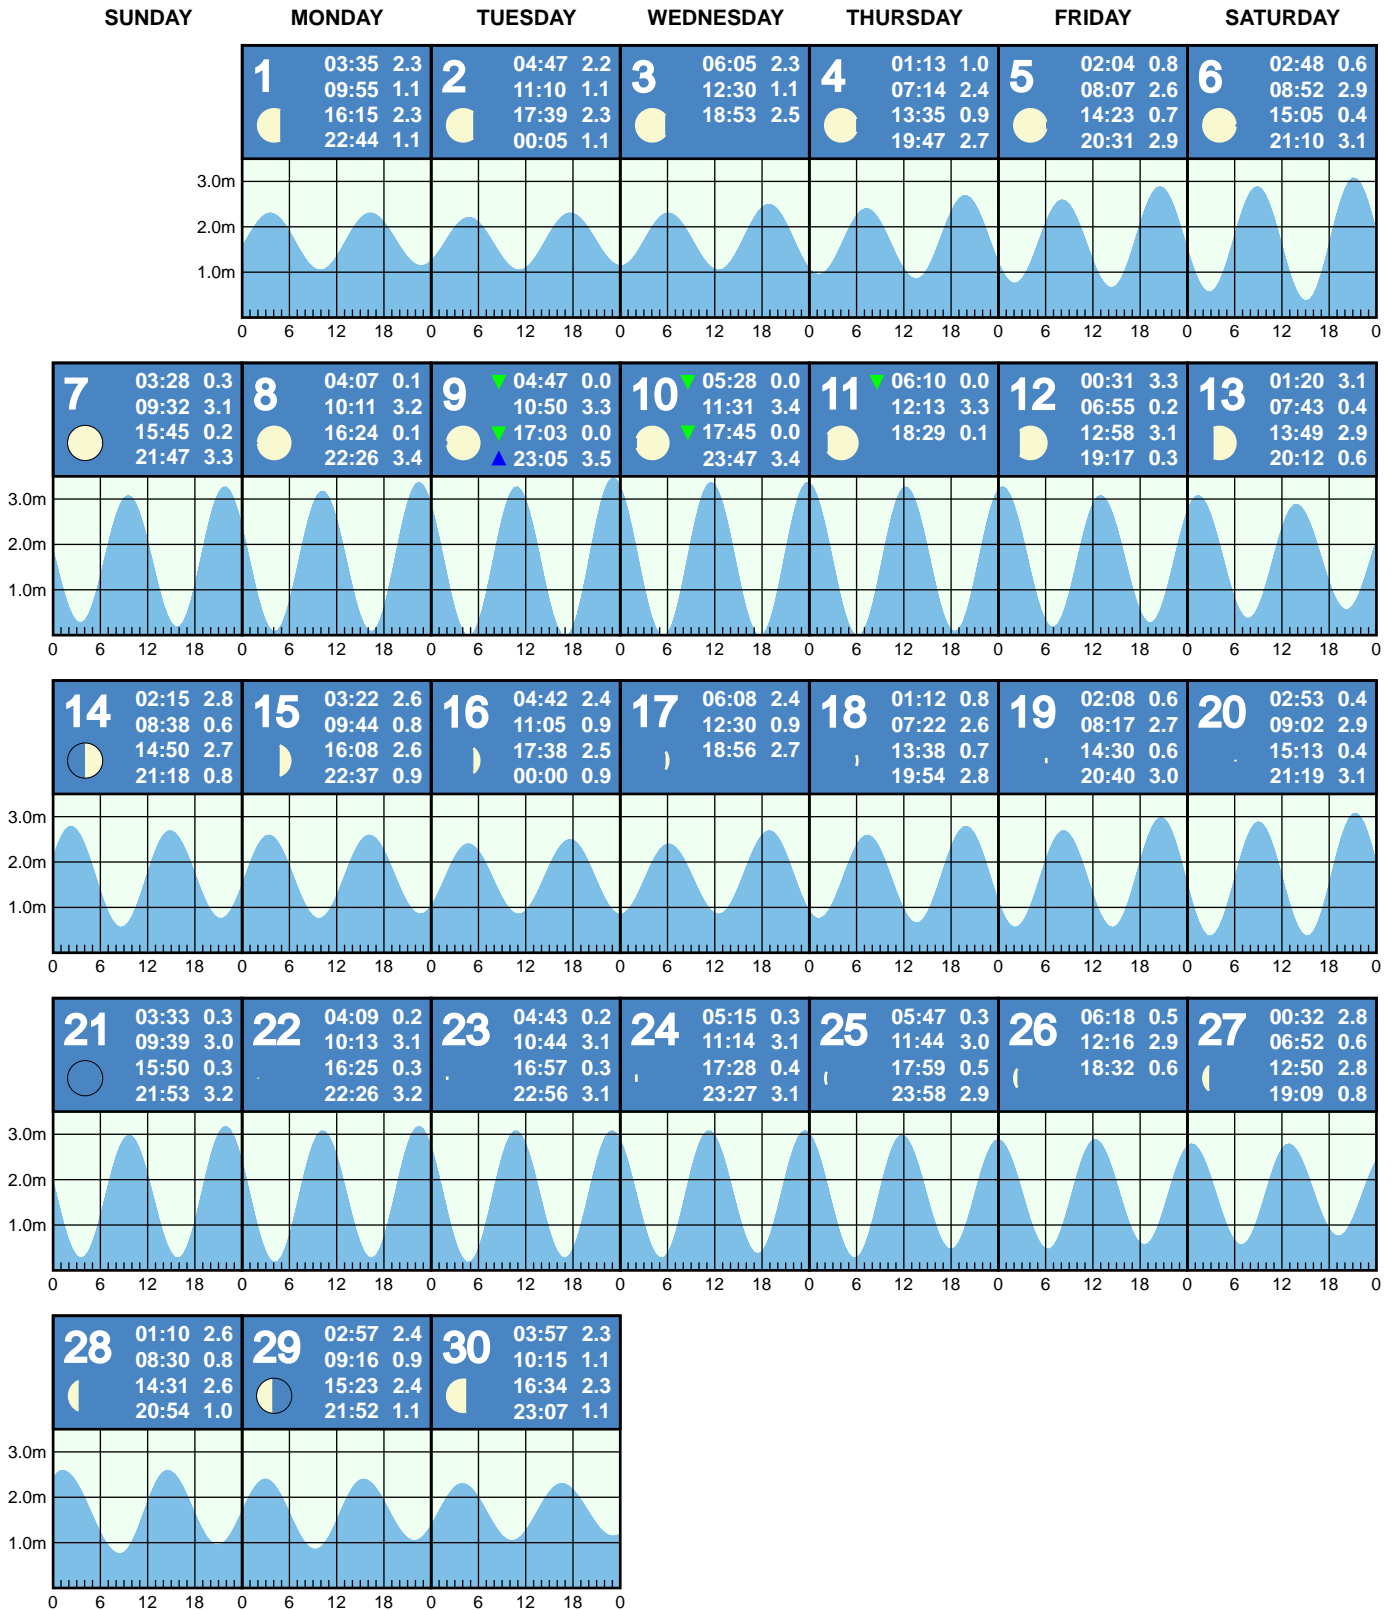 SUNDAY MONDAY TUESDAY WEDNESDAY THURSDAY FRIDAY SATURDAY
1 03:35 2.3
09:55 1.1
16:15 2.3
22:44 1.1
2 04:47 2.2
11:10 1.1
17:39 2.3
00:05 1.1
3 06:05 2.3
12:30 1.1
18:53 2.5
4 01:13 1.0
07:14 2.4
13:35 0.9
19:47 2.7
5 02:04 0.8
08:07 2.6
14:23 0.7
20:31 2.9
6 02:48 0.6
08:52 2.9
15:05 0.4
21:10 3.1
3.0m
2.0m
1.0m
0 6 12 18 0 6 12 18 0 6 12 18 0 6 12 18 0 6 12 18 0 6 12 18 0
7 03:28 0.3
09:32 3.1
15:45 0.2
21:47 3.3
8 04:07 0.1
10:11 3.2
16:24 0.1
22:26 3.4
9 04:47 0.0
10:50 3.3
17:03 0.0
23:05 3.5
10 05:28 0.0
11:31 3.4
17:45 0.0
23:47 3.4
11 06:10 0.0
12:13 3.3
18:29 0.1
12 00:31 3.3
06:55 0.2
12:58 3.1
19:17 0.3
13 01:20 3.1
07:43 0.4
13:49 2.9
20:12 0.6
3.0m
2.0m
1.0m
0 6 12 18 0 6 12 18 0 6 12 18 0 6 12 18 0 6 12 18 0 6 12 18 0 6 12 18 0
14 02:15 2.8
08:38 0.6
14:50 2.7
21:18 0.8
15 03:22 2.6
09:44 0.8
16:08 2.6
22:37 0.9
16 04:42 2.4
11:05 0.9
17:38 2.5
00:00 0.9
17 06:08 2.4
12:30 0.9
18:56 2.7
18 01:12 0.8
07:22 2.6
13:38 0.7
19:54 2.8
19 02:08 0.6
08:17 2.7
14:30 0.6
20:40 3.0
20 02:53 0.4
09:02 2.9
15:13 0.4
21:19 3.1
3.0m
2.0m
1.0m
0 6 12 18 0 6 12 18 0 6 12 18 0 6 12 18 0 6 12 18 0 6 12 18 0 6 12 18 0
21 03:33 0.3
09:39 3.0
15:50 0.3
21:53 3.2
22 04:09 0.2
10:13 3.1
16:25 0.3
22:26 3.2
23 04:43 0.2
10:44 3.1
16:57 0.3
22:56 3.1
24 05:15 0.3
11:14 3.1
17:28 0.4
23:27 3.1
25 05:47 0.3
11:44 3.0
17:59 0.5
23:58 2.9
26 06:18 0.5
12:16 2.9
18:32 0.6
27 00:32 2.8
06:52 0.6
12:50 2.8
19:09 0.8
3.0m
2.0m
1.0m
0 6 12 18 0 6 12 18 0 6 12 18 0 6 12 18 0 6 12 18 0 6 12 18 0 6 12 18 0
28 01:10 2.6
08:30 0.8
14:31 2.6
20:54 1.0
29 02:57 2.4
09:16 0.9
15:23 2.4
21:52 1.1
30 03:57 2.3
10:15 1.1
16:34 2.3
23:07 1.1
3.0m
2.0m
1.0m
0 6 12 18 0 6 12 18 0 6 12 18 0